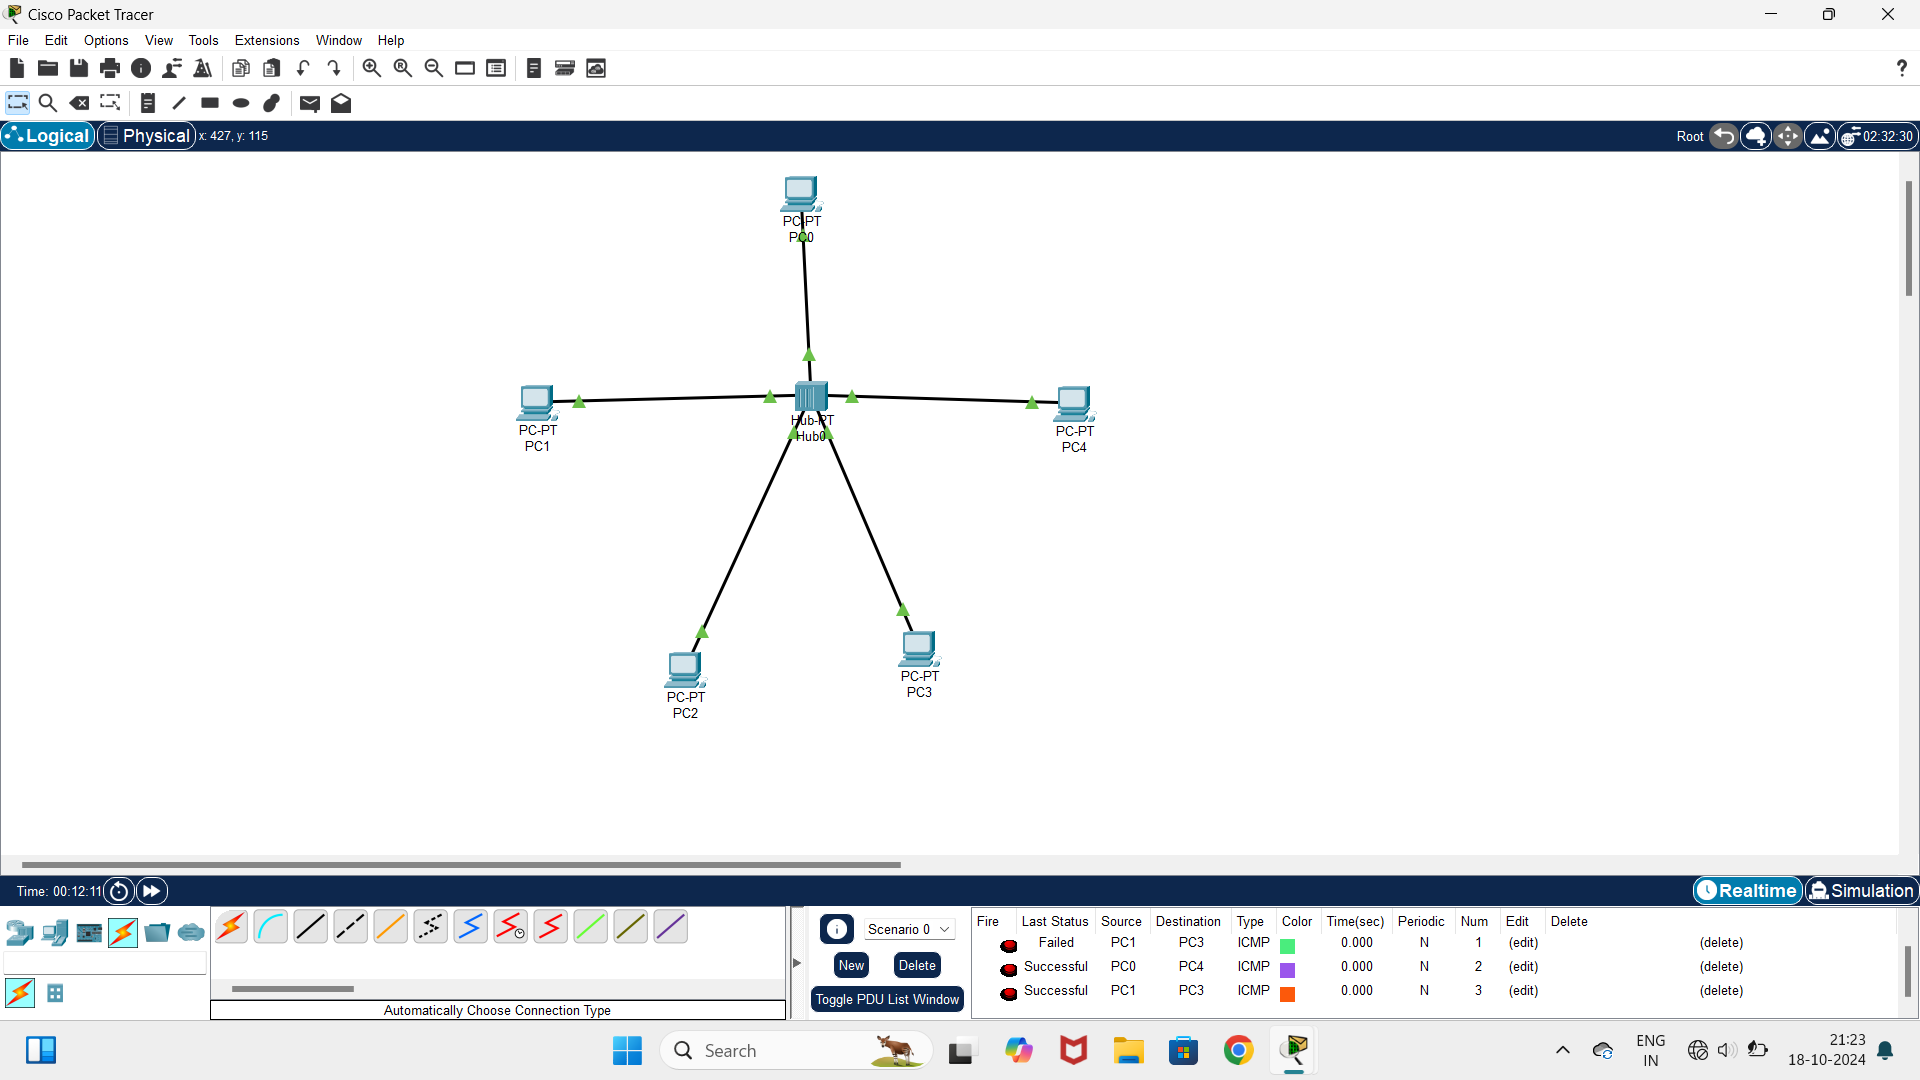 Cisco Packet Tracer
File Edit Options View Tools Extensions Window Help
?
Logical Physical x: 427, y: 115 Root 02:32:30
PC-PT
PC0
PC-PT
PC1
Hub-PT
Hub0
PC-PT
PC4
PC-PT
PC2
PC-PT
PC3
Time: 00:12:11 Realtime Simulation
Automatically Choose Connection Type
Scenario 0
New Delete
Toggle PDU List Window
Fire Last Status Source Destination Type Color Time(sec) Periodic Num Edit Delete
Failed PC1 PC3 ICMP 0.000 N 1 (edit) (delete)
Successful PC0 PC4 ICMP 0.000 N 2 (edit) (delete)
Successful PC1 PC3 ICMP 0.000 N 3 (edit) (delete)
Search
ENG
IN
21:23
18-10-2024